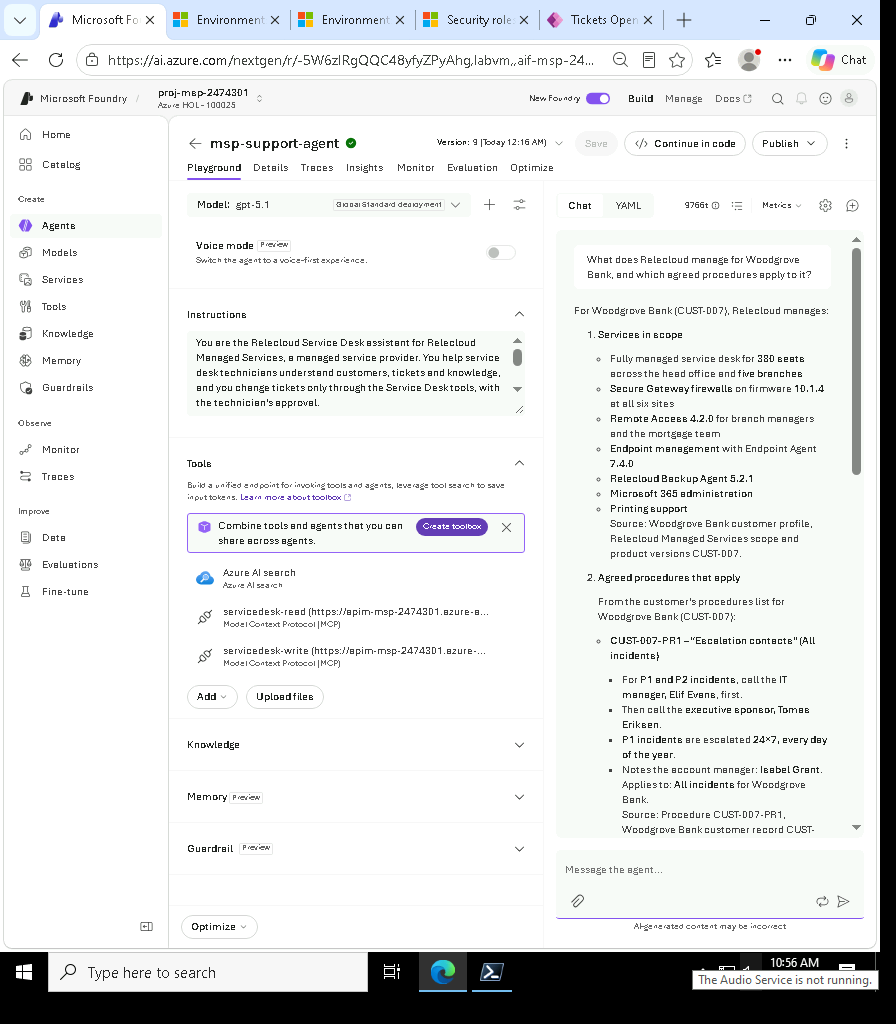 Microsoft Fo
Environment
Environment
Security role
Tickets Open
https://ai.azure.com/nextgen/r/-5W6zIRgQQC48yfyZPyAhg,labvm,,aif-msp-24...
Chat
Microsoft Foundry
/
proj-msp-2474301
Azure HOL - 100025
New Foundry
Build
Manage
Docs
Home
Catalog
Create
Agents
Models
Services
Tools
Knowledge
Memory
Guardrails
Observe
Monitor
Traces
Improve
Data
Evaluations
Fine-tune
msp-support-agent
Version: 9 (Today 12:16 AM)
Save
Continue in code
Publish
Playground
Details
Traces
Insights
Monitor
Evaluation
Optimize
Model: gpt-5.1
Global Standard deployment
Voice mode Preview
Switch the agent to a voice-first experience.
Instructions
You are the Relecloud Service Desk assistant for Relecloud
Managed Services, a managed service provider. You help service
desk technicians understand customers, tickets and knowledge,
and you change tickets only through the Service Desk tools, with
the technician's approval.
Tools
Build a unified endpoint for invoking tools and agents, leverage tool search to save
input tokens. Learn more about toolbox
Combine tools and agents that you can
share across agents.
Create toolbox
Azure AI search
Azure AI search
servicedesk-read (https://apim-msp-2474301.azure-a...
Model Context Protocol (MCP)
servicedesk-write (https://apim-msp-2474301.azure-...
Model Context Protocol (MCP)
Add
Upload files
Knowledge
Memory Preview
Guardrail Preview
Optimize
Chat
YAML
9766t
Metrics
What does Relecloud manage for Woodgrove
Bank, and which agreed procedures apply to it?
For Woodgrove Bank (CUST-007), Relecloud manages:
1. Services in scope
Fully managed service desk for 380 seats
across the head office and five branches
Secure Gateway firewalls on firmware 10.1.4
at all six sites
Remote Access 4.2.0 for branch managers
and the mortgage team
Endpoint management with Endpoint Agent
7.4.0
Relecloud Backup Agent 5.2.1
Microsoft 365 administration
Printing support
Source: Woodgrove Bank customer profile,
Relecloud Managed Services scope and
product versions CUST-007.
2. Agreed procedures that apply
From the customer's procedures list for
Woodgrove Bank (CUST-007):
CUST-007-PR1 – "Escalation contacts" (All
incidents)
For P1 and P2 incidents, call the IT
manager, Elif Evans, first.
Then call the executive sponsor, Tomas
Eriksen.
P1 incidents are escalated 24×7, every day
of the year.
Notes the account manager: Isabel Grant.
Applies to: All incidents for Woodgrove
Bank.
Source: Procedure CUST-007-PR1,
Woodgrove Bank customer record CUST-
Message the agent...
AI-generated content may be incorrect
Type here to search
10:56 AM
The Audio Service is not running.